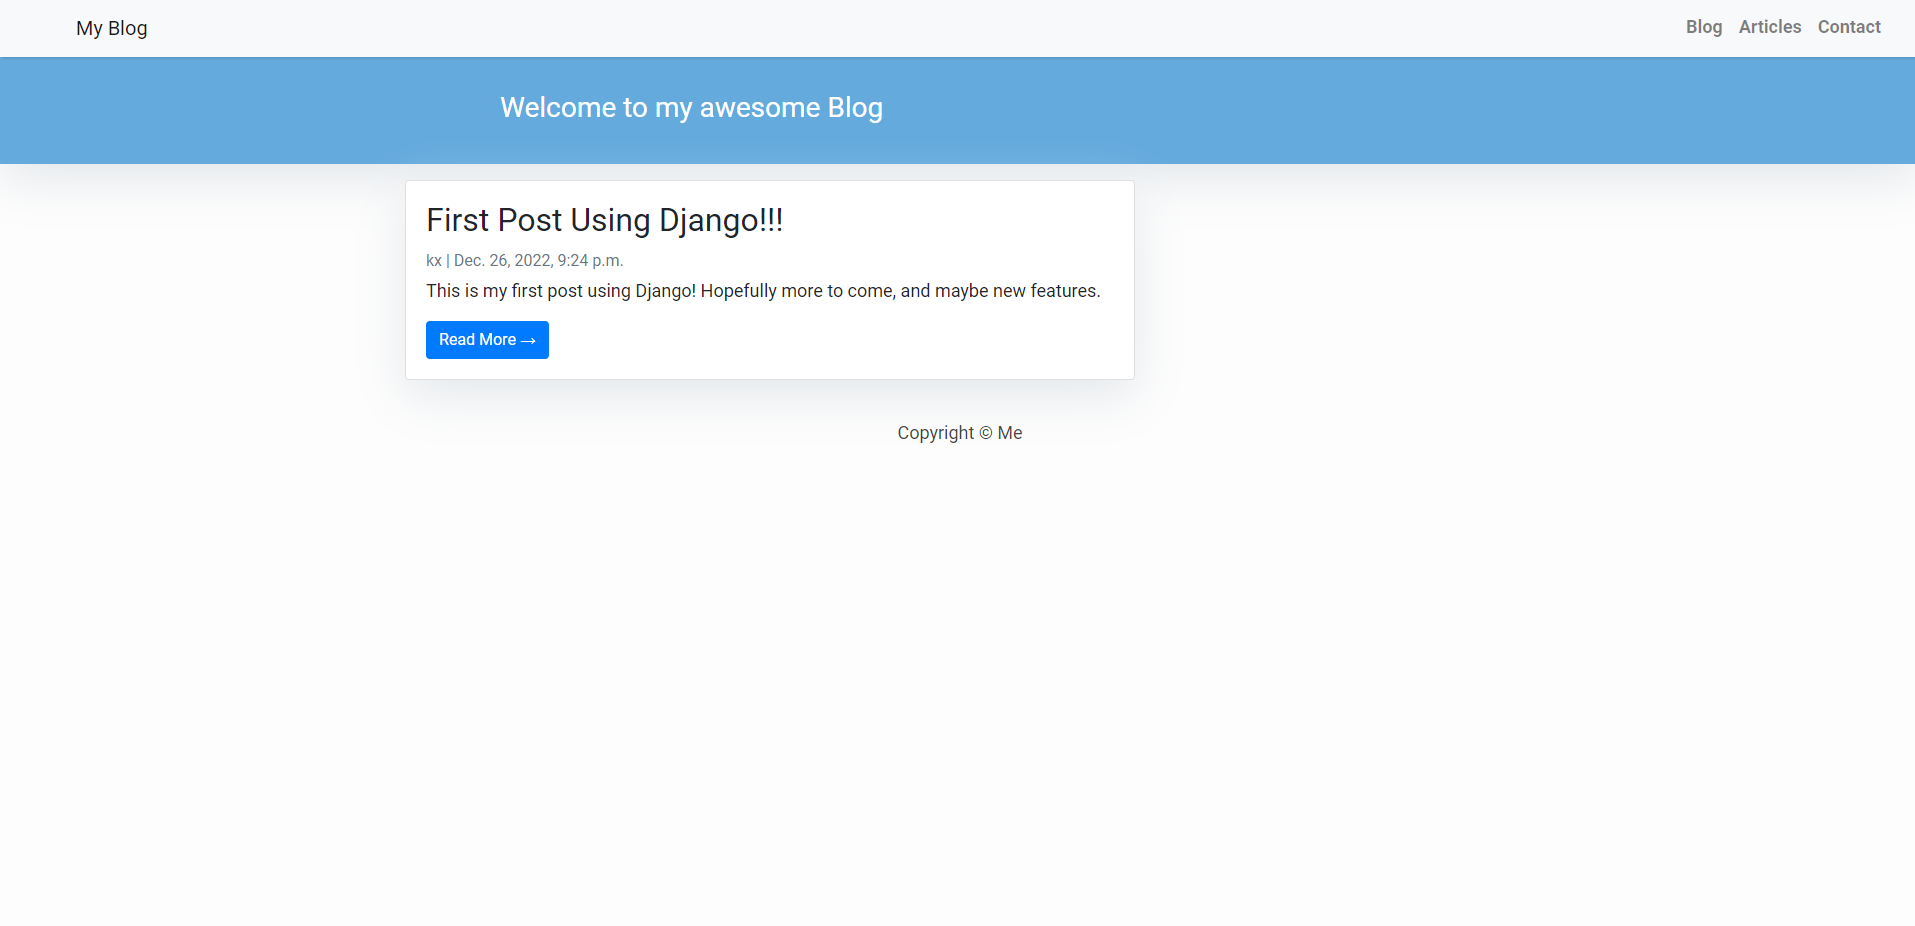 My Blog
Blog Articles Contact
Welcome to my awesome Blog
First Post Using Django!!!
kx | Dec. 26, 2022, 9:24 p.m.
This is my first post using Django! Hopefully more to come, and maybe new features.
Read More →
Copyright © Me